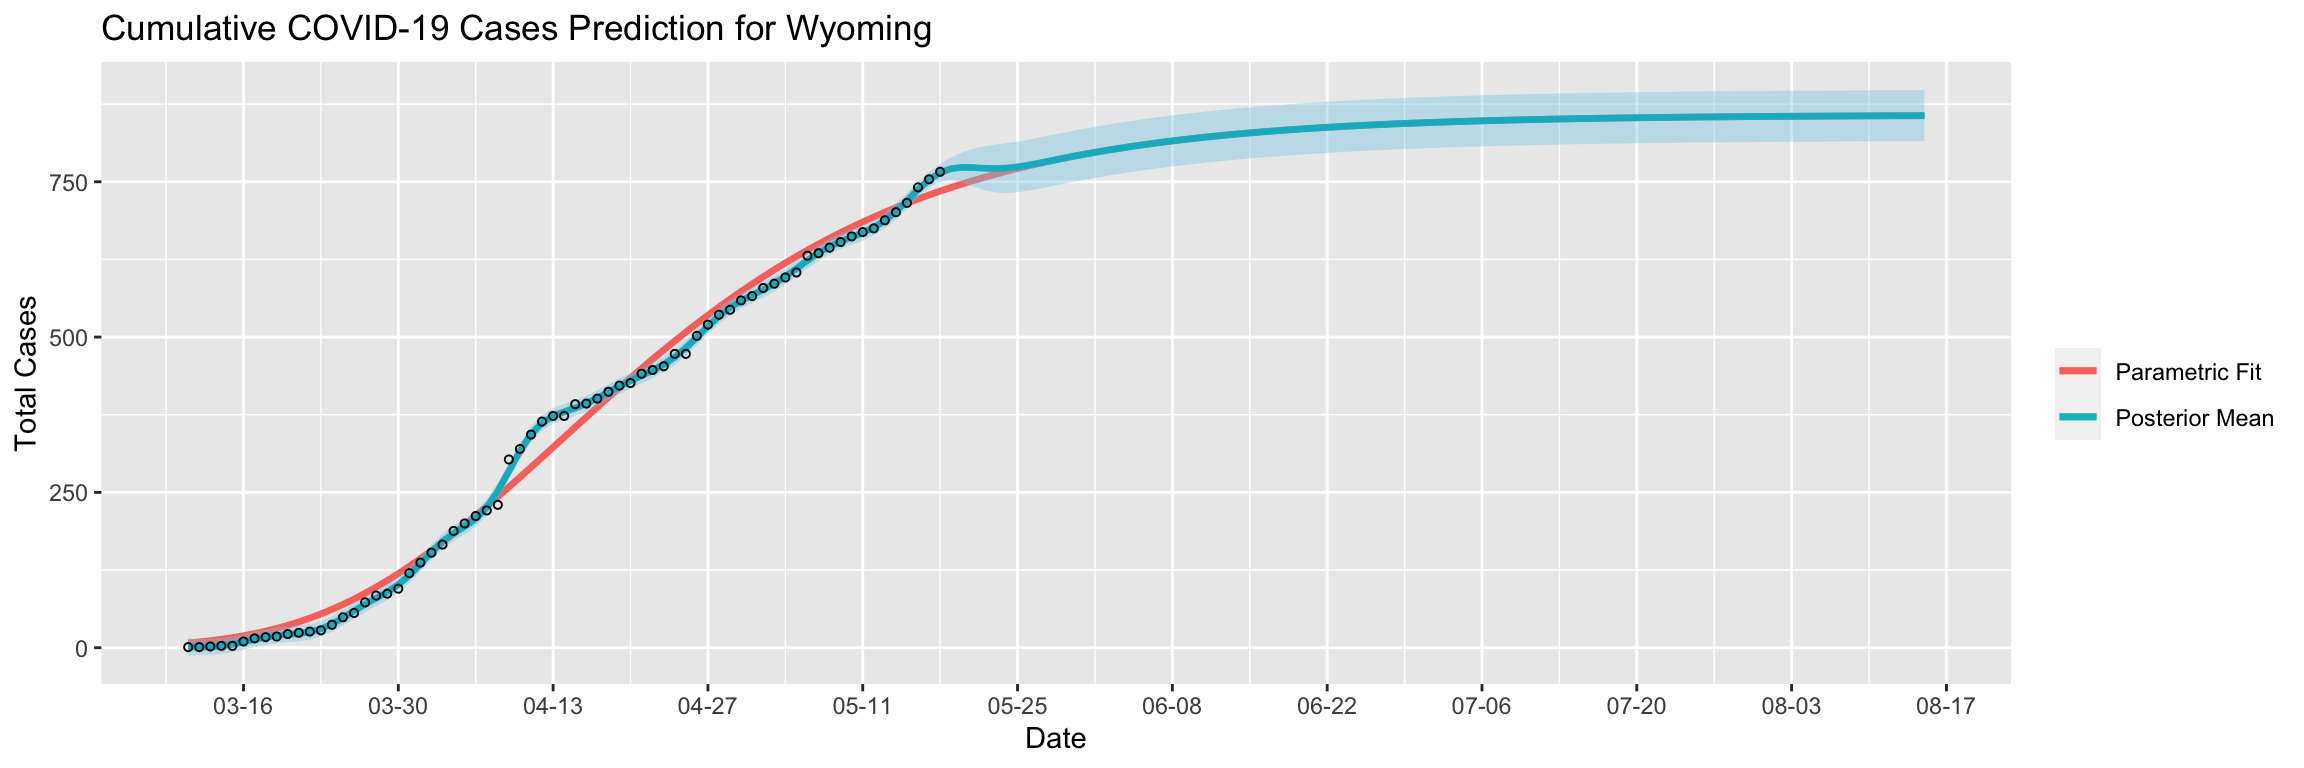 Cumulative COVID-19 Cases Prediction for Wyoming
Total Cases
750
500
250
0
03-16 03-30 04-13 04-27 05-11 05-25 06-08 06-22 07-06 07-20 08-03 08-17
Date
Parametric Fit
Posterior Mean